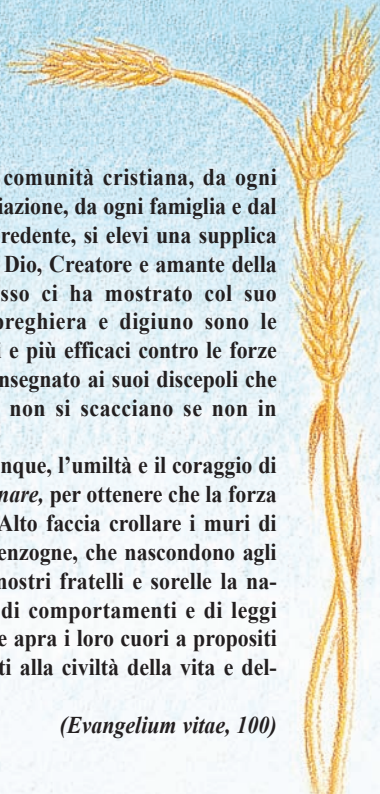 comunità cristiana, da ogni
iazione, da ogni famiglia e dal
redente, si elevi una supplica
Dio, Creatore e amante della
sso ci ha mostrato col suo
preghiera e digiuno sono le
i e più efficaci contro le forze
nsegnato ai suoi discepoli che
non si scacciano se non in
nque, l’umiltà e il coraggio di
nare, per ottenere che la forza
Alto faccia crollare i muri di
enzogne, che nascondono agli
nostri fratelli e sorelle la na-
di comportamenti e di leggi
e apra i loro cuori a propositi
ti alla civiltà della vita e del-
(Evangelium vitae, 100)